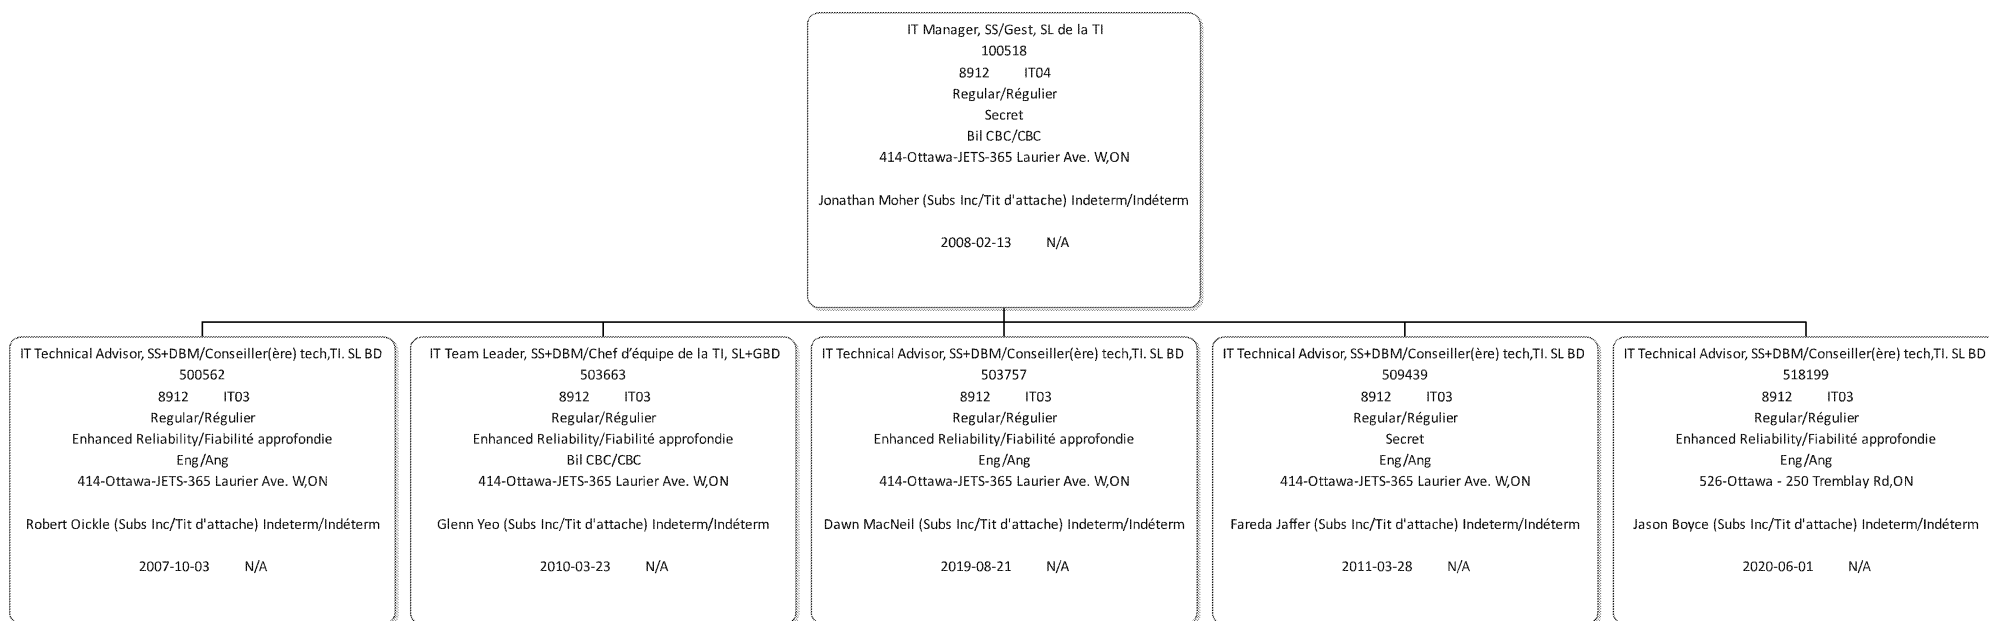 IT Manager, SS/Gest, SL de la TI
100518
8912 IT04
Regular/Régulier
Secret
Bil CBC/CBC
414-Ottawa-JETS-365 Laurier Ave. W,ON
Jonathan Moher (Subs Inc/Tit d'attache) Indeterm/Indéterm
2008-02-13 N/A
IT Technical Advisor, SS+DBM/Conseiller(ère) tech,TI. SL BD
500562
8912 IT03
Regular/Régulier
Enhanced Reliability/Fiabilité approfondie
Eng/Ang
414-Ottawa-JETS-365 Laurier Ave. W,ON
Robert Oickle (Subs Inc/Tit d'attache) Indeterm/Indéterm
2007-10-03 N/A
IT Team Leader, SS+DBM/Chef d’équipe de la TI, SL+GBD
503663
8912 IT03
Regular/Régulier
Enhanced Reliability/Fiabilité approfondie
Bil CBC/CBC
414-Ottawa-JETS-365 Laurier Ave. W,ON
Glenn Yeo (Subs Inc/Tit d'attache) Indeterm/Indéterm
2010-03-23 N/A
IT Technical Advisor, SS+DBM/Conseiller(ère) tech,TI. SL BD
503757
8912 IT03
Regular/Régulier
Enhanced Reliability/Fiabilité approfondie
Eng/Ang
414-Ottawa-JETS-365 Laurier Ave. W,ON
Dawn MacNeil (Subs Inc/Tit d'attache) Indeterm/Indéterm
2019-08-21 N/A
IT Technical Advisor, SS+DBM/Conseiller(ère) tech,TI. SL BD
509439
8912 IT03
Regular/Régulier
Secret
Eng/Ang
414-Ottawa-JETS-365 Laurier Ave. W,ON
Fareda Jaffer (Subs Inc/Tit d'attache) Indeterm/Indéterm
2011-03-28 N/A
IT Technical Advisor, SS+DBM/Conseiller(ère) tech,TI. SL BD
518199
8912 IT03
Regular/Régulier
Enhanced Reliability/Fiabilité approfondie
Eng/Ang
526-Ottawa - 250 Tremblay Rd,ON
Jason Boyce (Subs Inc/Tit d'attache) Indeterm/Indéterm
2020-06-01 N/A